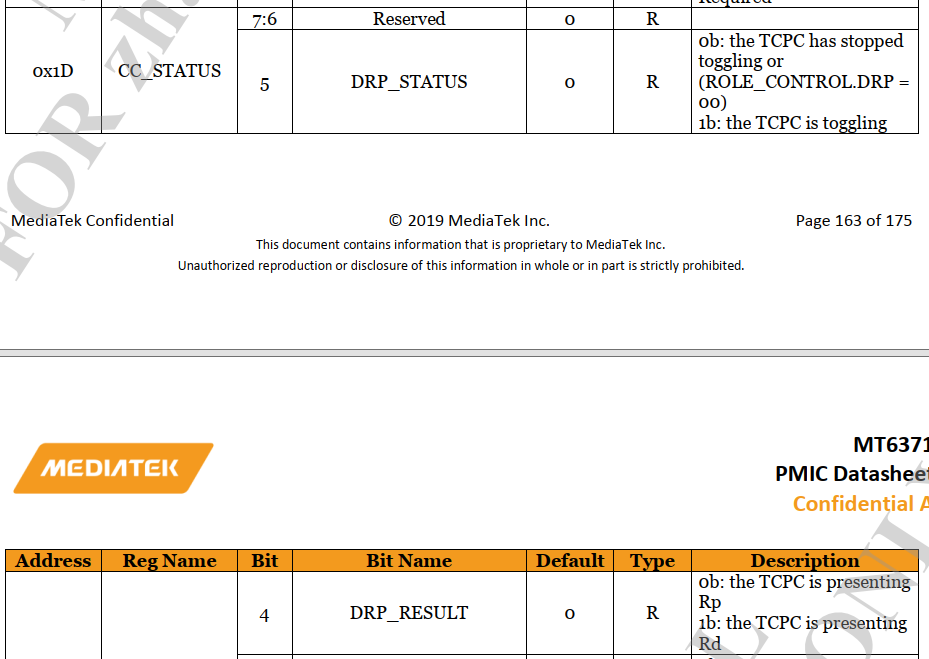 Required
7:6 Reserved 0 R
0x1D CC_STATUS 5 DRP_STATUS 0 R
0b: the TCPC has stopped
toggling or
(ROLE_CONTROL.DRP =
00)
1b: the TCPC is toggling
FOR zh
MediaTek Confidential © 2019 MediaTek Inc. Page 163 of 175
This document contains information that is proprietary to MediaTek Inc.
Unauthorized reproduction or disclosure of this information in whole or in part is strictly prohibited.
MEDIATEK
MT6371
PMIC Datasheet
Confidential A
Address Reg Name Bit Bit Name Default Type Description
4 DRP_RESULT 0 R
0b: the TCPC is presenting
Rp
1b: the TCPC is presenting
Rd